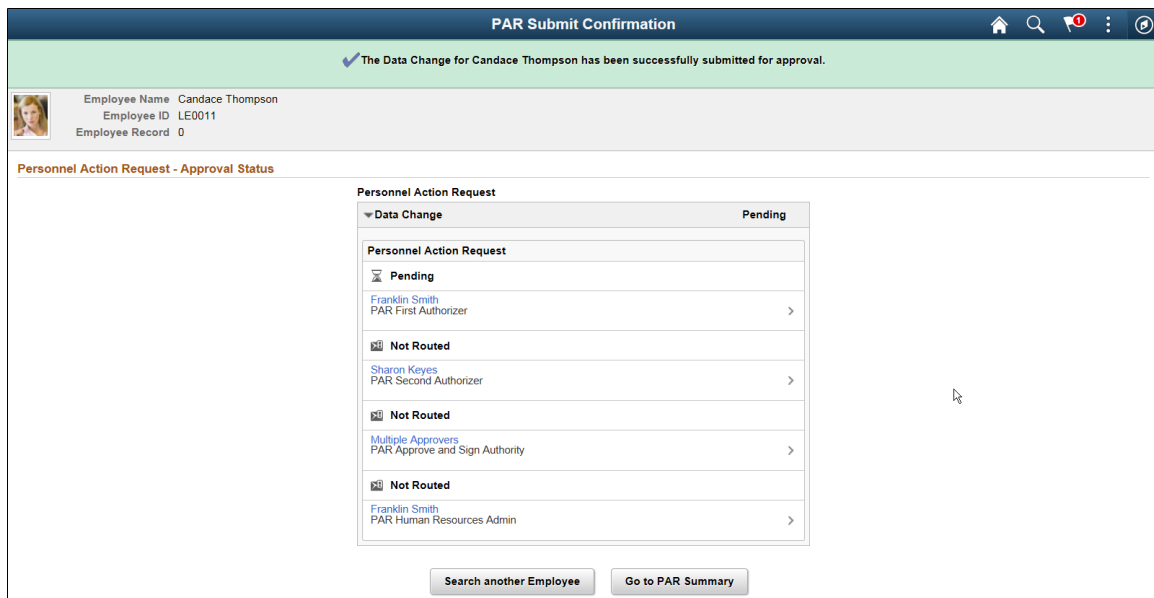 PAR Submit Confirmation
1
The Data Change for Candace Thompson has been successfully submitted for approval.
Employee Name Candace Thompson
Employee ID LE0011
Employee Record 0
Personnel Action Request - Approval Status
Personnel Action Request
Data Change Pending
Personnel Action Request
Pending
Franklin Smith
PAR First Authorizer
Not Routed
Sharon Keyes
PAR Second Authorizer
Not Routed
Multiple Approvers
PAR Approve and Sign Authority
Not Routed
Franklin Smith
PAR Human Resources Admin
Search another Employee Go to PAR Summary